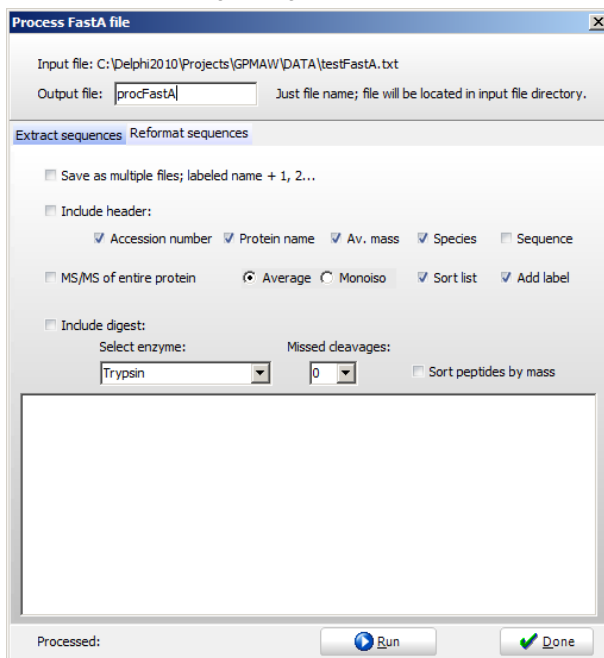 Process FastA file
Input file: C:\Delphi2010\Projects\GPMAW\DATA\testFastA.txt
Output file: procFastA Just file name; file will be located in input file directory.
Extract sequences Reformat sequences
Save as multiple files; labeled name + 1, 2...
Include header:
Accession number Protein name Av. mass Species Sequence
MS/MS of entire protein Average Monoiso Sort list Add label
Include digest:
Select enzyme: Missed cleavages:
Trypsin 0 Sort peptides by mass
Processed: Run Done